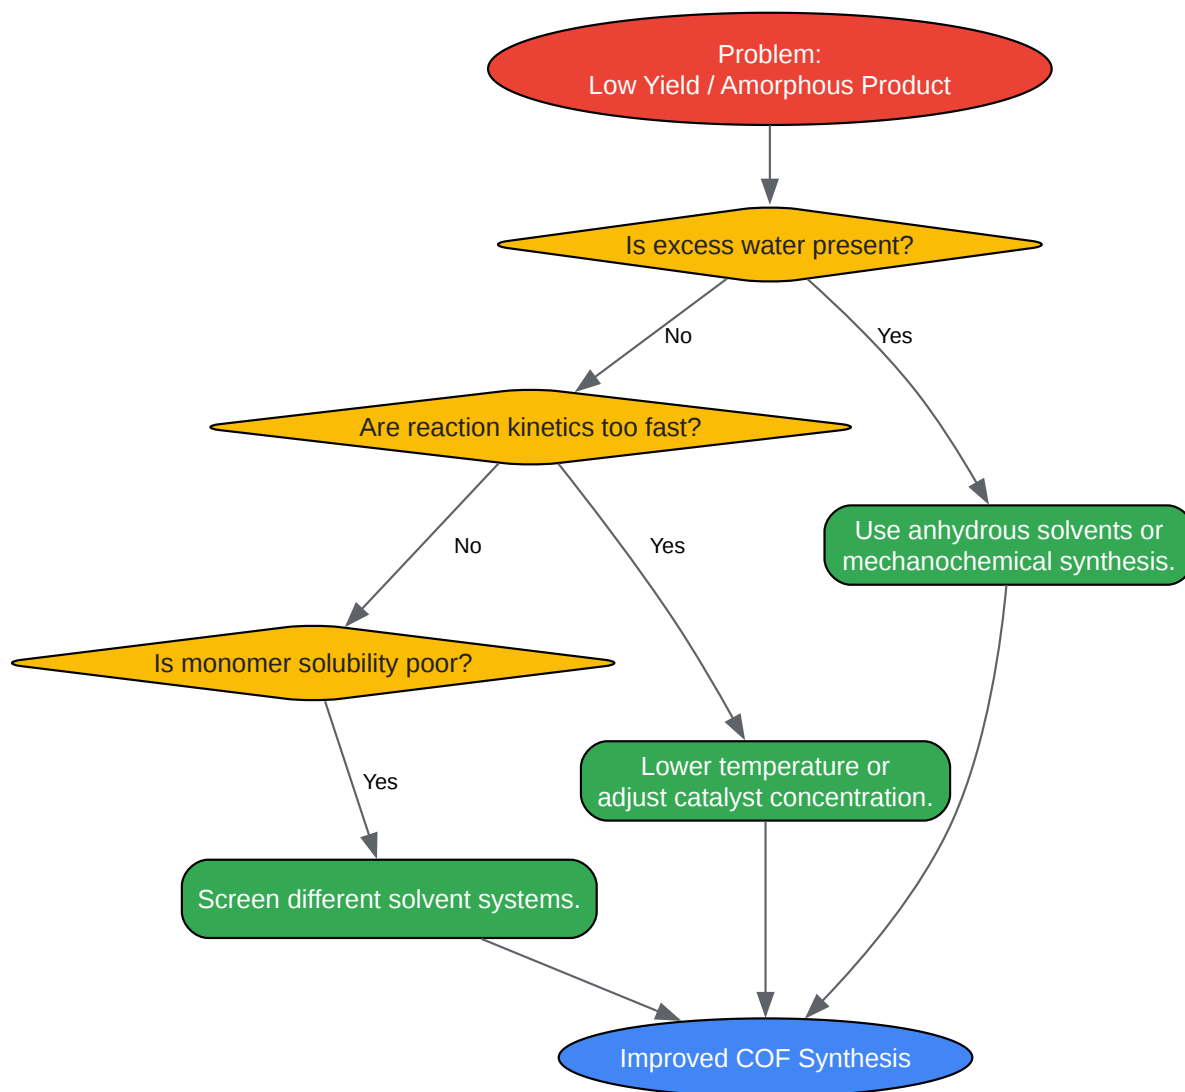 Problem:
Low Yield / Amorphous Product
Is excess water present?
No
Yes
Are reaction kinetics too fast?
Use anhydrous solvents or
mechanochemical synthesis.
No
Yes
Is monomer solubility poor?
Lower temperature or
adjust catalyst concentration.
Yes
Screen different solvent systems.
Improved COF Synthesis